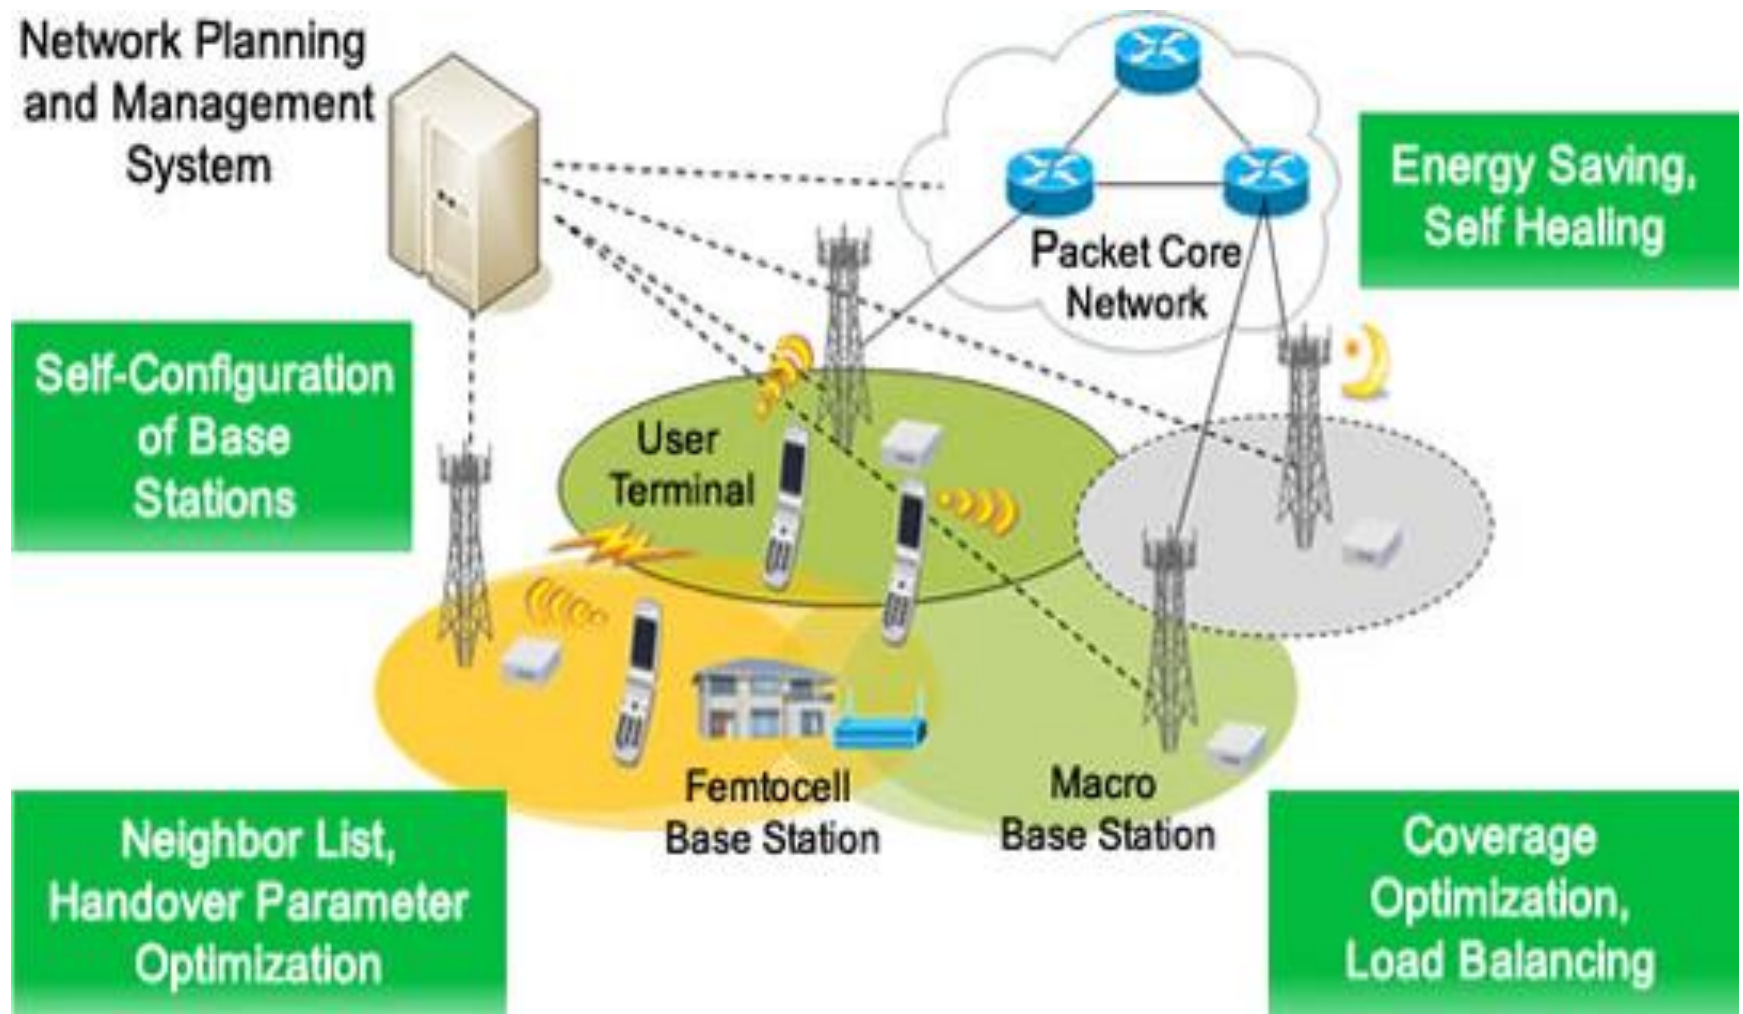 Network Planning
and Management
System
Packet Core
Network
Energy Saving,
Self Healing
Self-Configuration
of Base
Stations
User
Terminal
Femtocell
Base Station
Macro
Base Station
Neighbor List,
Handover Parameter
Optimization
Coverage
Optimization,
Load Balancing